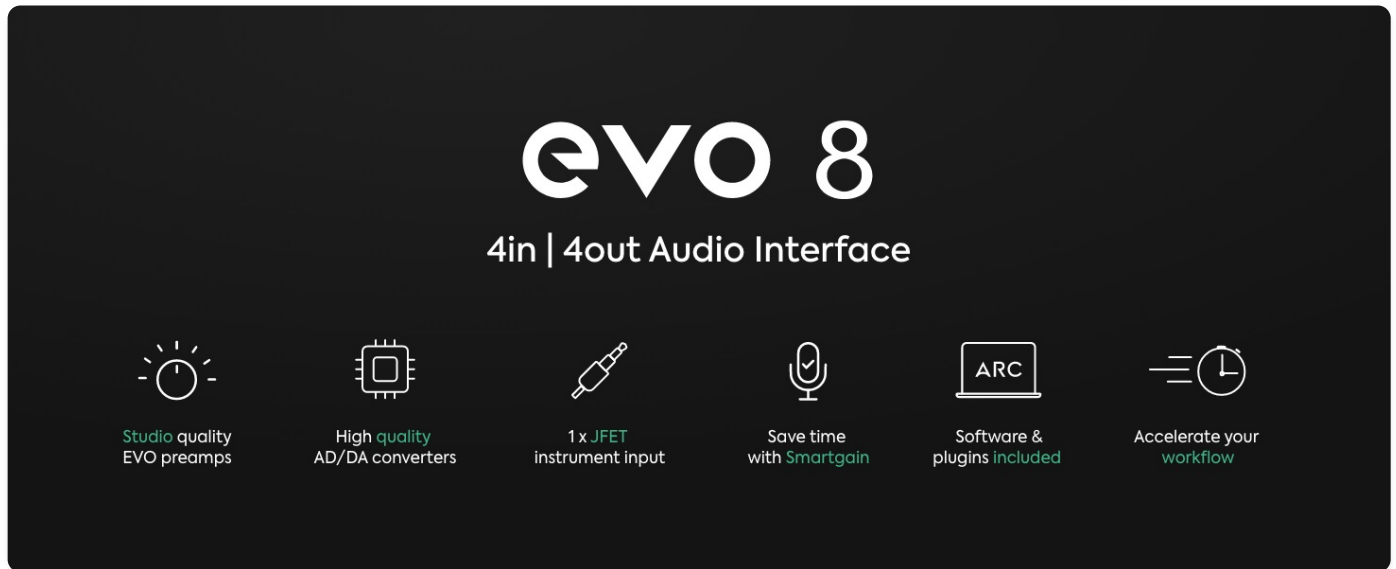 evo 8
4in | 4out Audio Interface
Studio quality
EVO preamps
High quality
AD/DA converters
1 x JFET
instrument input
Save time
with Smartgain
ARC
Software &
plugins included
Accelerate your
workflow